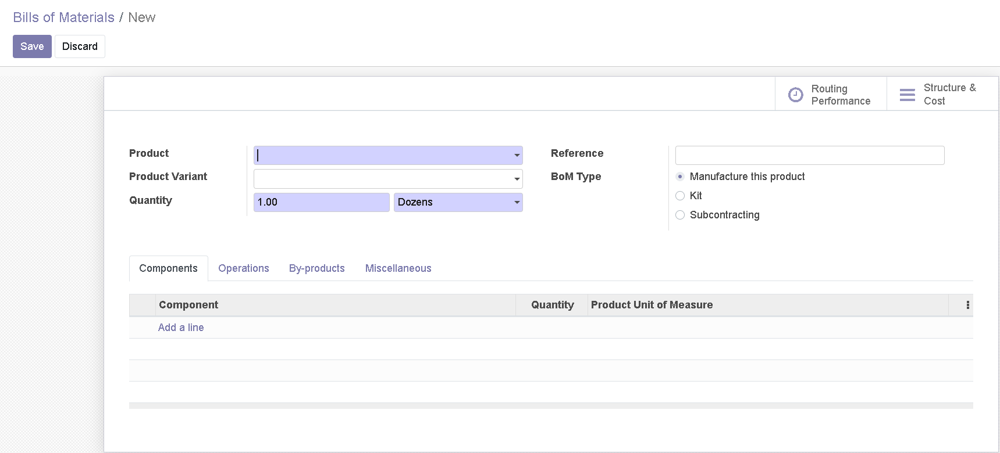 Bills of Materials / New
Save Discard
Routing Performance
Structure & Cost
Product
Product Variant
Quantity 1.00 Dozens
Reference
BoM Type Manufacture this product
Kit
Subcontracting
Components Operations By-products Miscellaneous
Component Quantity Product Unit of Measure
Add a line